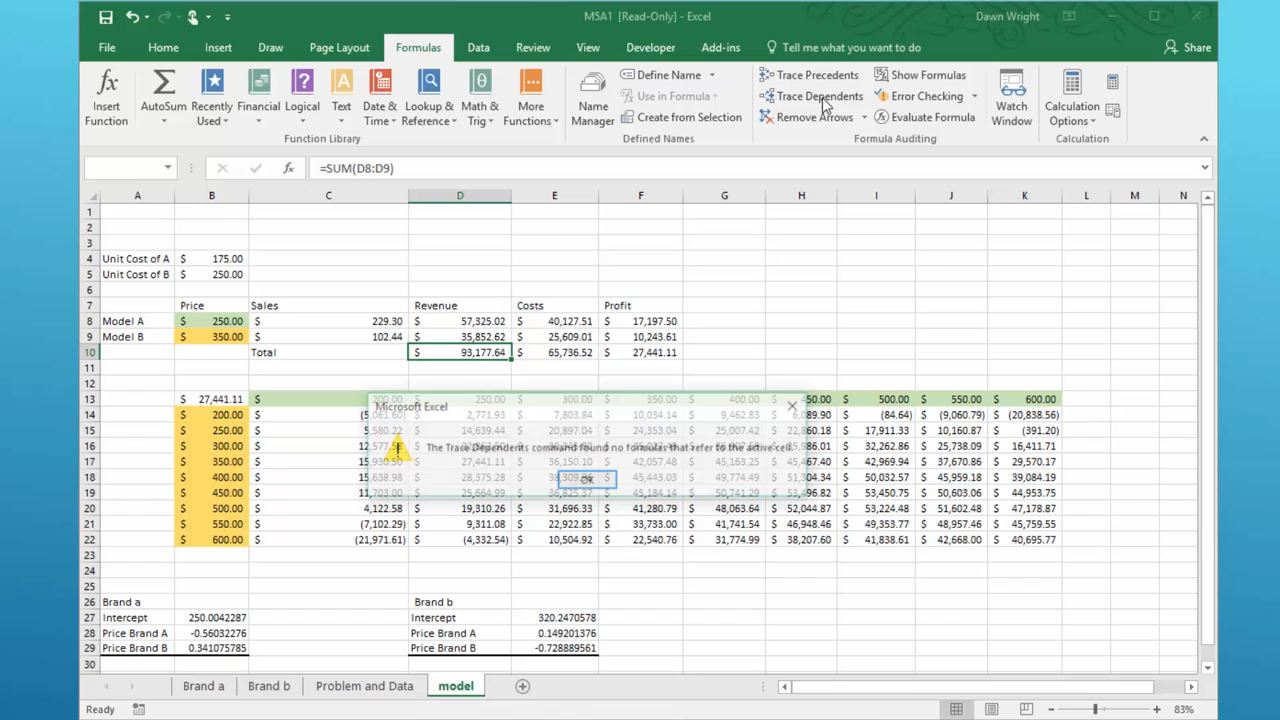 M5A1 [Read-Only] - Excel
Dawn Wright
File Home Insert Draw Page Layout Formulas Data Review View Developer Add-ins Tell me what you want to do Share
Insert Function
AutoSum
Recently Used
Financial
Logical
Text
Date & Time
Lookup & Reference
Math & Trig
More Functions
Function Library
Name Manager
Define Name
Use in Formula
Create from Selection
Defined Names
Trace Precedents
Trace Dependents
Remove Arrows
Show Formulas
Error Checking
Evaluate Formula
Formula Auditing
Watch Window
Calculation Options
Calculation
fx =SUM(D8:D9)
A B C D E F G H I J K L M N
1
2
3
4 Unit Cost of A $ 175.00
5 Unit Cost of B $ 250.00
6
7 Price Sales Revenue Costs Profit
8 Model A $ 250.00 $ 229.30 $ 57,325.02 $ 40,127.51 $ 17,197.50
9 Model B $ 350.00 $ 102.44 $ 35,852.62 $ 25,609.01 $ 10,243.61
10 Total $ 93,177.64 $ 65,736.52 $ 27,441.11
11
12
13 $ 27,441.11 $ 200.00 $ 250.00 $ 300.00 $ 350.00 $ 400.00 $ 450.00 $ 500.00 $ 550.00 $ 600.00
14 $ 200.00 $ (5,061.60) $ 2,771.93 $ 7,803.84 $ 10,034.14 $ 9,462.83 $ 6,089.90 $ (84.64) $ (9,060.79) $ (20,838.56)
15 $ 250.00 $ 5,580.22 $ 14,639.44 $ 20,897.04 $ 24,353.04 $ 25,007.42 $ 17,911.33 $ 10,160.87 $ (391.20)
16 $ 300.00 $ $ 32,262.86 $ 25,738.09 $ 16,411.71
17 $ 350.00 $ 15,930.50 $ 27,441.11 $ 36,150.10 $ 42,057.48 $ 45,163.25 $ 45,467.40 $ 42,969.94 $ 37,670.86 $ 29,570.17
18 $ 400.00 $ 15,638.98 $ 28,375.28 $ $ 45,443.03 $ 49,774.49 $ 51,304.34 $ 50,032.57 $ 45,959.18 $ 39,084.19
19 $ 450.00 $ 11,703.00 $ 25,664.99 $ 36,825.37 $ 45,184.14 $ 50,741.29 $ 53,496.82 $ 53,450.75 $ 50,603.06 $ 44,953.75
20 $ 500.00 $ 4,122.58 $ 19,310.26 $ 31,696.33 $ 41,280.79 $ 48,063.64 $ 52,044.87 $ 53,224.48 $ 51,602.48 $ 47,178.87
21 $ 550.00 $ (7,102.29) $ 9,311.08 $ 22,922.85 $ 33,733.00 $ 41,741.54 $ 46,948.46 $ 49,353.77 $ 48,957.46 $ 45,759.55
22 $ 600.00 $ (21,971.61) $ (4,332.54) $ 10,504.92 $ 22,540.76 $ 31,774.99 $ 38,207.60 $ 41,838.61 $ 42,668.00 $ 40,695.77
Microsoft Excel
The Trace Dependents command found no formulas that refer to the active cell.
OK
23
24
25
26 Brand a Brand b
27 Intercept 250.0042287 Intercept 320.2470578
28 Price Brand A -0.56032276 Price Brand A 0.149201376
29 Price Brand B 0.341075785 Price Brand B -0.728889561
30
Brand a Brand b Problem and Data model
Ready 83%